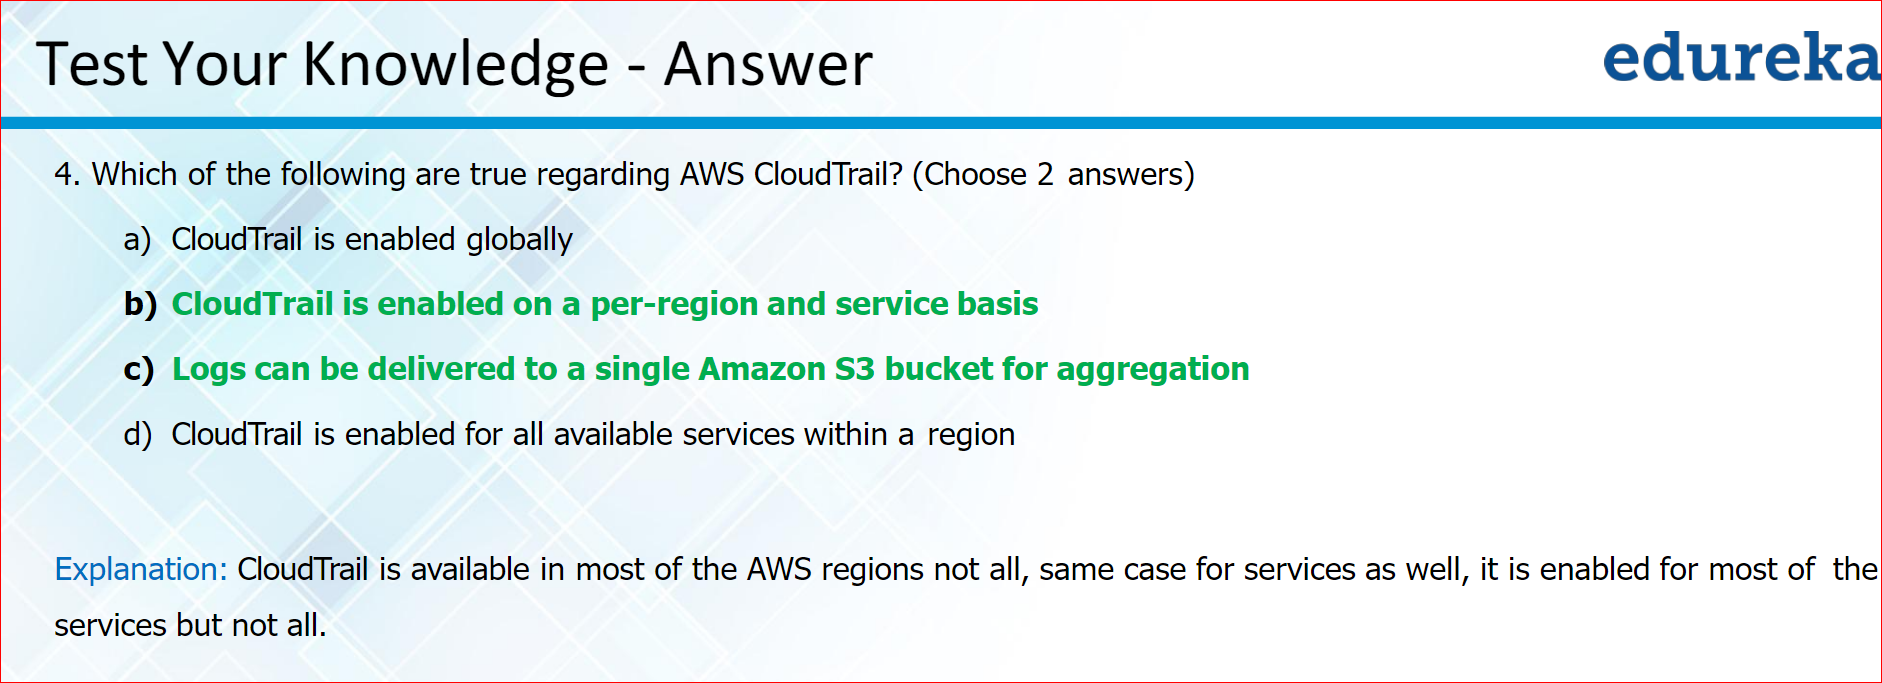 Test Your Knowledge - Answer
edureka
4. Which of the following are true regarding AWS CloudTrail? (Choose 2 answers)
a) CloudTrail is enabled globally
b) CloudTrail is enabled on a per-region and service basis
c) Logs can be delivered to a single Amazon S3 bucket for aggregation
d) CloudTrail is enabled for all available services within a region
Explanation: CloudTrail is available in most of the AWS regions not all, same case for services as well, it is enabled for most of the
services but not all.